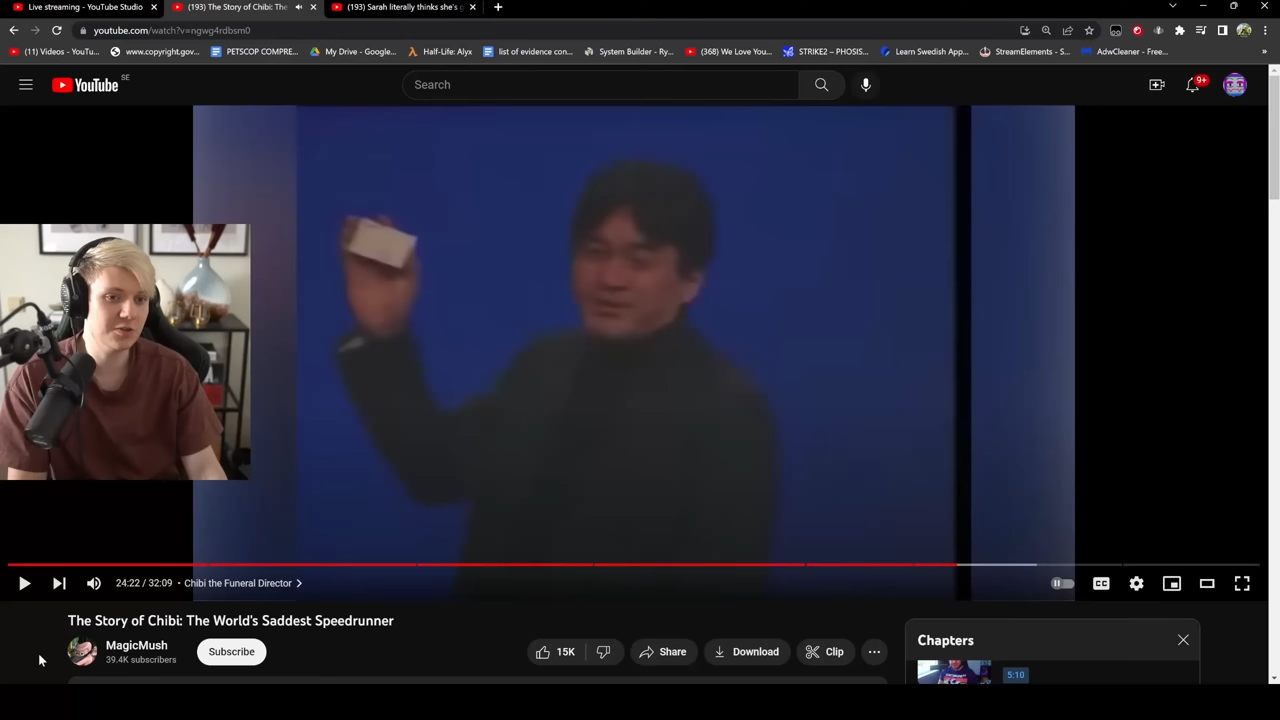 Live streaming - YouTube Studio
(193) The Story of Chibi: The
(193) Sarah literally thinks she's g
youtube.com/watch?v=ngwg4rdbsm0
(11) Videos - YouTu...
www.copyright.gov...
PETSCOP COMPRE...
My Drive - Google...
Half-Life: Alyx
list of evidence con...
System Builder - Ry...
(368) We Love You...
STRIKE2 – PHOSIS...
Learn Swedish App...
StreamElements - S...
AdwCleaner - Free...
YouTube SE
Search
9+
24:22 / 32:09 • Chibi the Funeral Director
CC
The Story of Chibi: The World's Saddest Speedrunner
MagicMush
39.4K subscribers
Subscribe
15K
Share
Download
Clip
Chapters
5:10